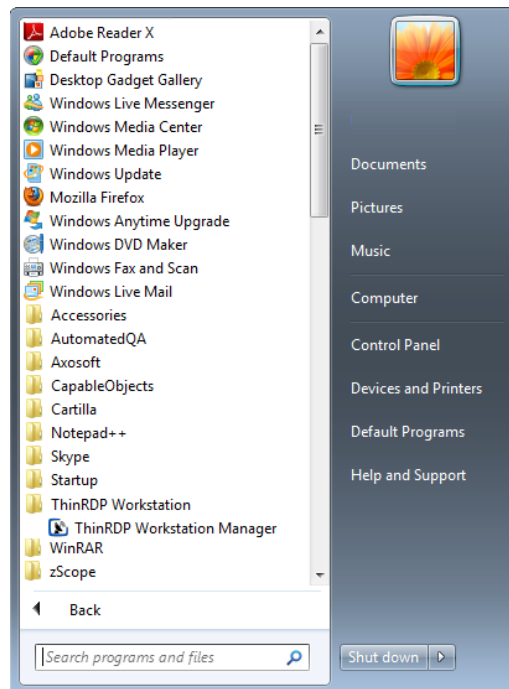 Adobe Reader X
Default Programs
Desktop Gadget Gallery
Windows Live Messenger
Windows Media Center
Windows Media Player
Windows Update
Mozilla Firefox
Windows Anytime Upgrade
Windows DVD Maker
Windows Fax and Scan
Windows Live Mail
Accessories
AutomatedQA
Axosoft
CapableObjects
Cartilla
Notepad++
Skype
Startup
ThinRDP Workstation
ThinRDP Workstation Manager
WinRAR
zScope
Back
Search programs and files
Documents
Pictures
Music
Computer
Control Panel
Devices and Printers
Default Programs
Help and Support
Shut down